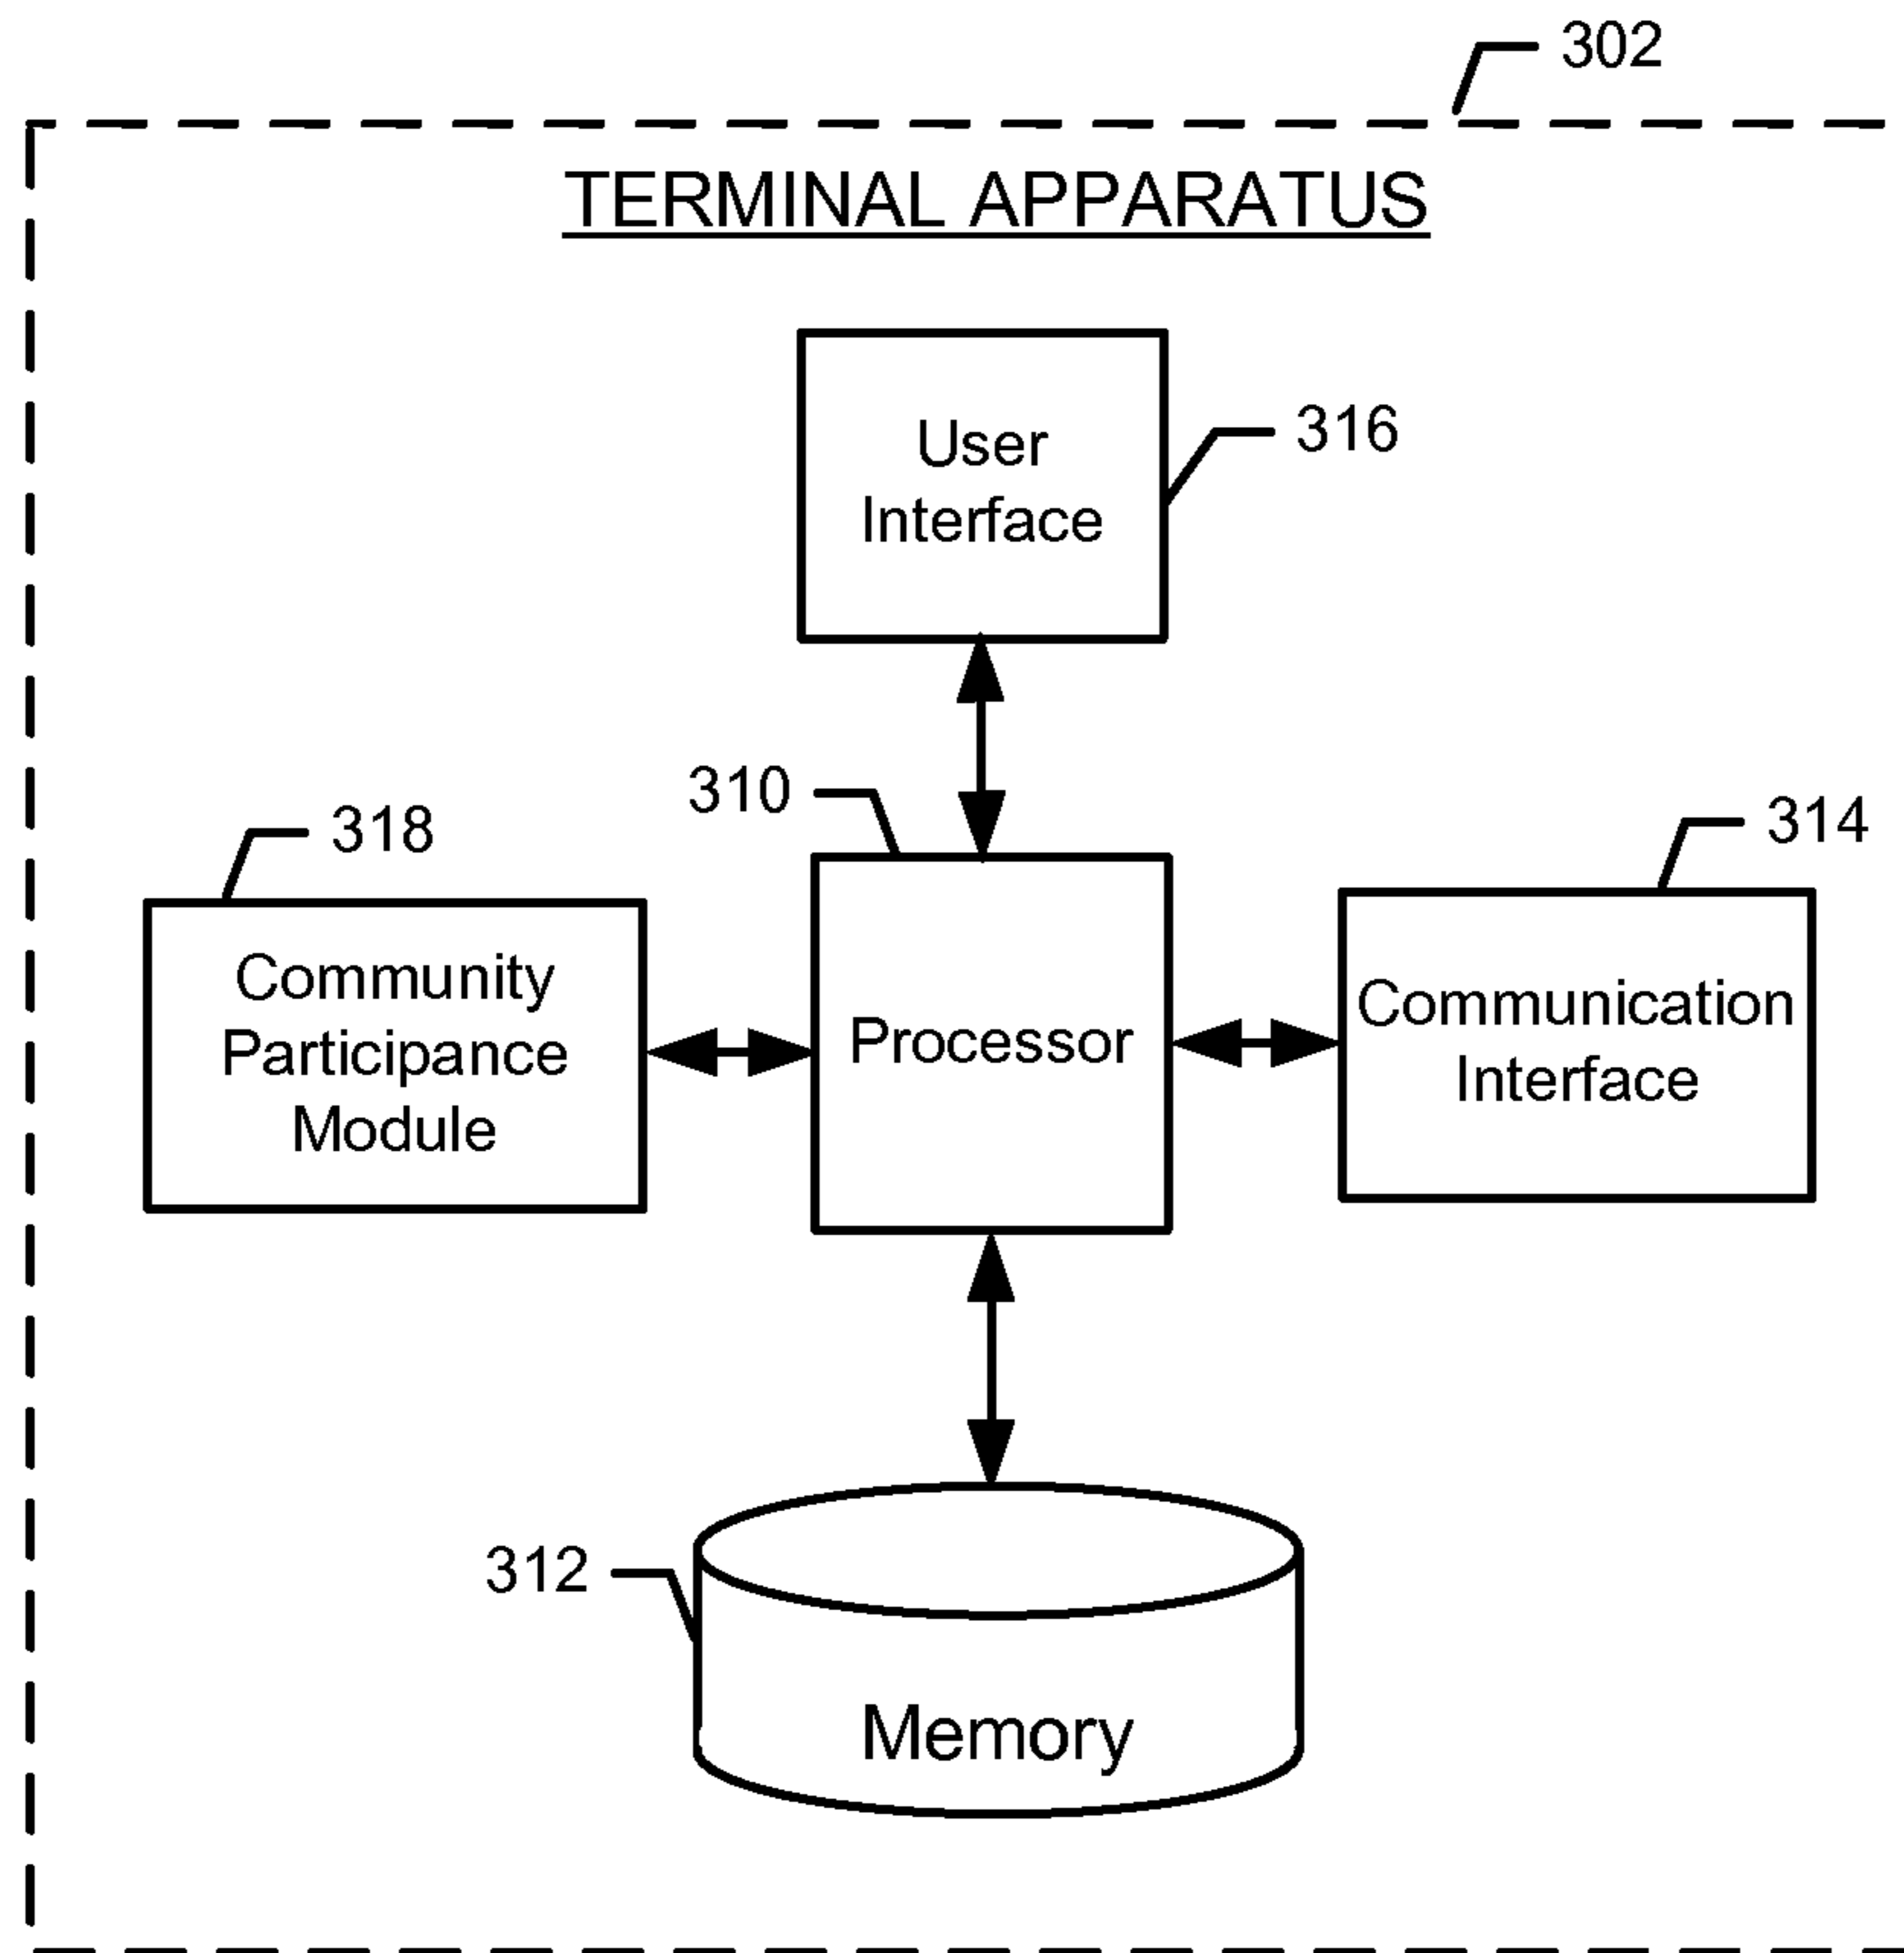 302
TERMINAL APPARATUS
User
Interface
316
310
318
314
Community
Participance
Module
Processor
Communication
Interface
312
Memory